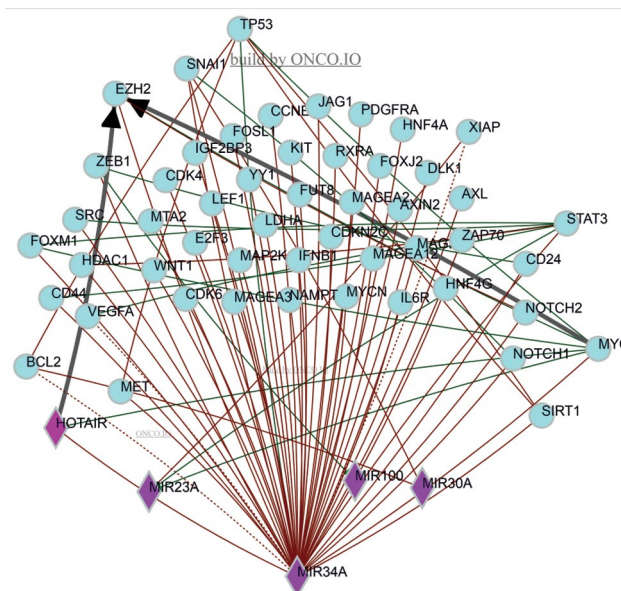 TP53
build by ONCO.IO
SNAI1
EZH2
JAG1
PDGFRA
HNF4A
XIAP
FOSL1
IGF2BP3
KIT
RXRA
FOXJ2
DLK1
ZEB1
CDK4
YY1
FUT8
MAGEA2
AXL
LEF1
AXIN2
SRC
MTA2
LDHA
CDKN2C
ZAP70
STAT3
FOXM1
E2F3
HDAC1
WNT1
MAP2K
IFNB1
MAGEA12
CD24
HNF4G
CD44
VEGFA
CDK6
MAGEA3
NAMPT
MYCN
IL6R
NOTCH2
NOTCH1
BCL2
MET
SIRT1
HOTAIR
ONCO.IO
MIR23A
MIR100
MIR30A
MIR34A